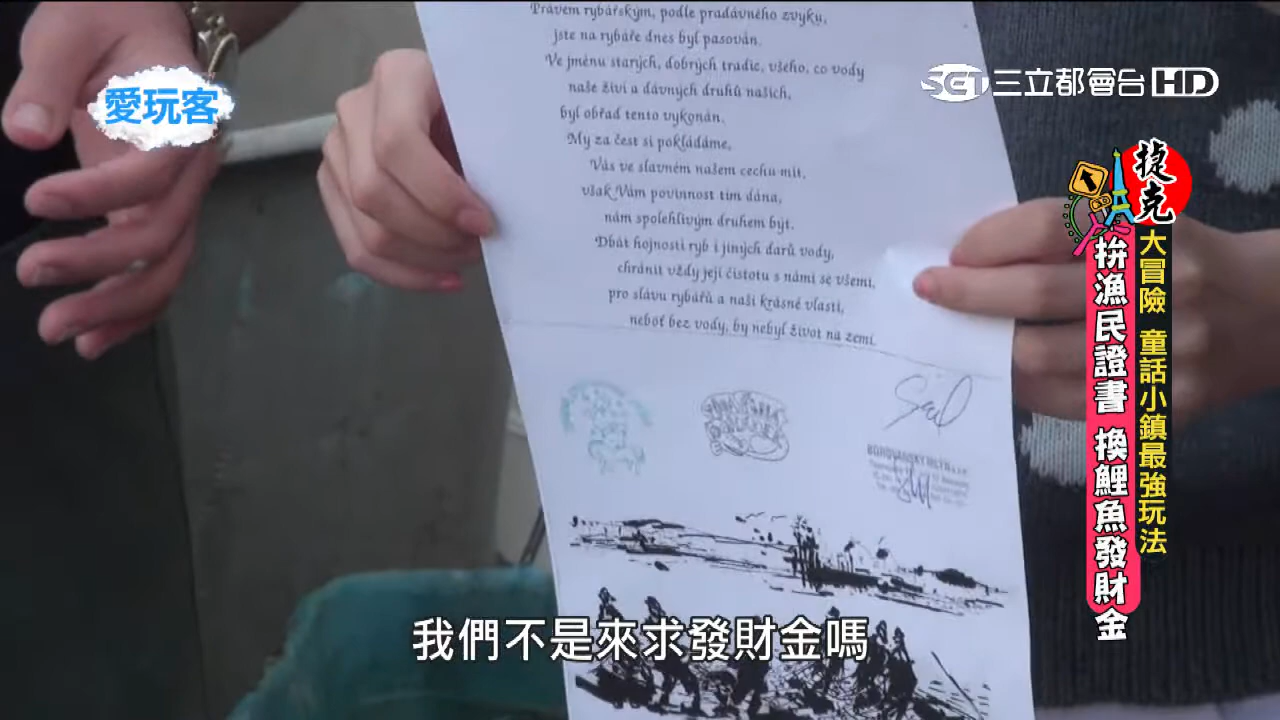 Právem rybářským, podle pradávného zvyku,
jste na rybáře dnes byl pasován.
Ve jménu starých, dobrých tradic, všeho, co vody
naše živí a dávných druhů našich,
byl obřad tento vykonán.
My za čest si pokládáme,
Vás ve slavném našem cechu mít,
však Vám povinnost tím dána,
nám spolehlivým druhem být.
Dbát hojnosti ryb i jiných darů vody,
chránit vždy její čistotu s námi se všemi,
pro slávu rybářů a naší krásné vlasti,
neboť bez vody, by nebyl život na zemi.
愛玩客
SET 三立都會台 HD
捷克
大冒險 童話小鎮最強玩法
拚漁民證書 換鯉魚發財金
我們不是來求發財金嗎